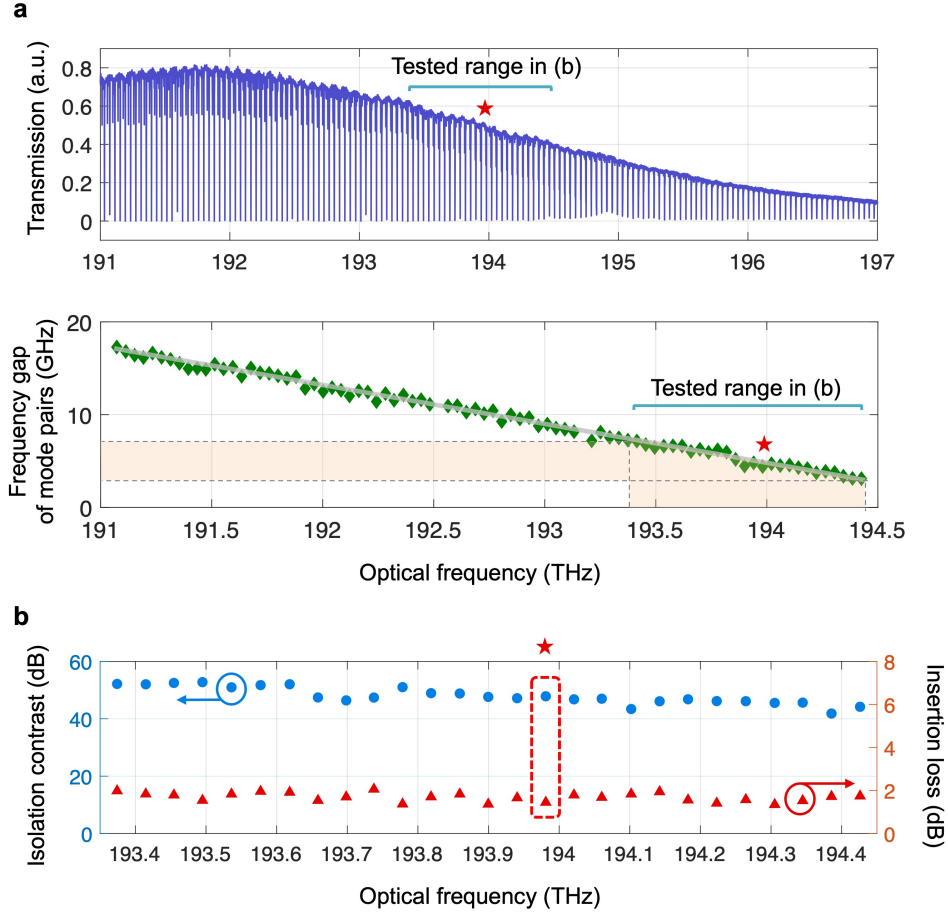 a
Transmission (a.u.)
0.8
0.6
0.4
0.2
0
Tested range in (b)
191 192 193 194 195 196 197
Frequency gap
of mode pairs (GHz)
20
10
0
Tested range in (b)
191 191.5 192 192.5 193 193.5 194 194.5
Optical frequency (THz)
b
Isolation contrast (dB)
60
40
20
0
8
6
4
2
0
Insertion loss (dB)
193.4 193.5 193.6 193.7 193.8 193.9 194 194.1 194.2 194.3 194.4
Optical frequency (THz)